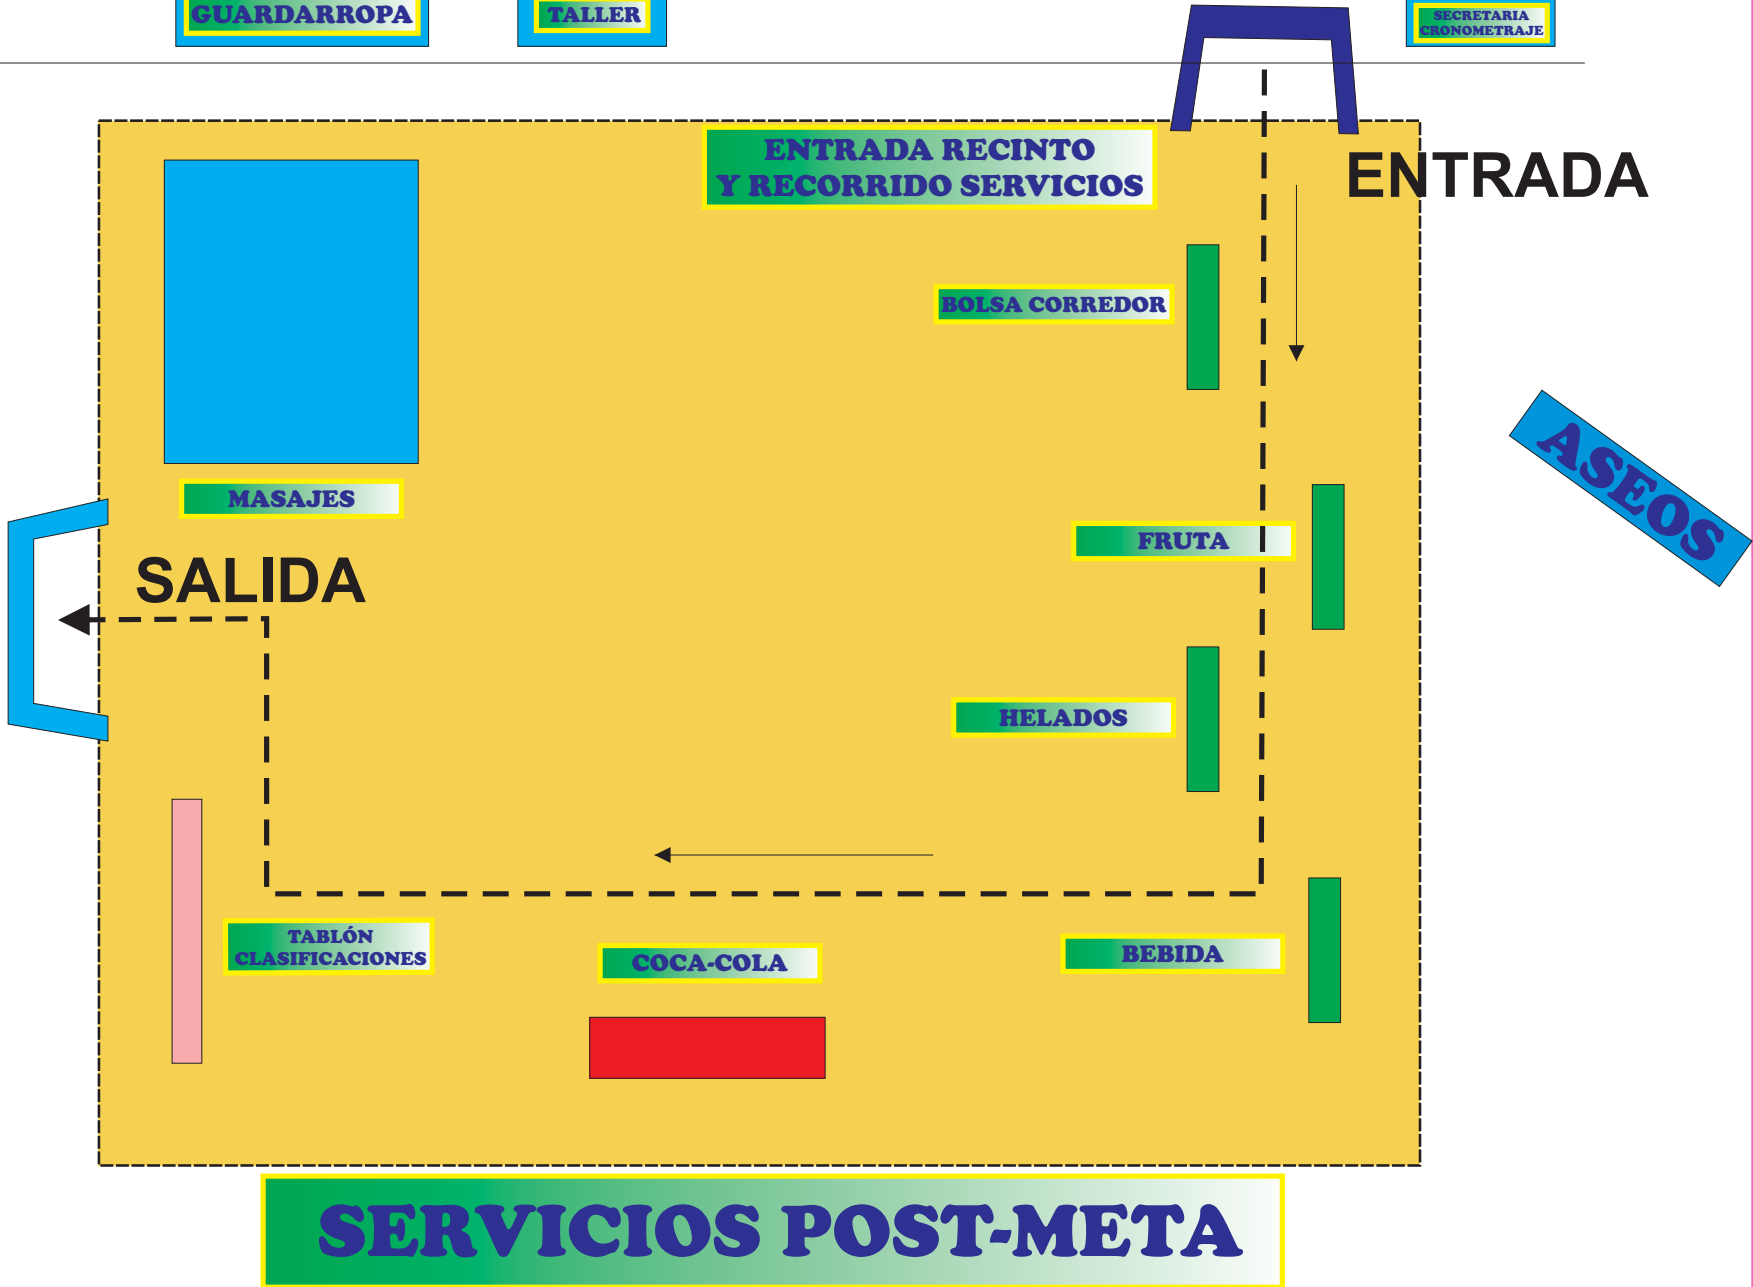 GUARDARROPA
TALLER
SECRETARIA
CRONOMETRAJE
ENTRADA RECINTO
Y RECORRIDO SERVICIOS
ENTRADA
BOLSA CORREDOR
ASEOS
MASAJES
FRUTA
SALIDA
HELADOS
TABLÓN
CLASIFICACIONES
COCA-COLA
BEBIDA
SERVICIOS POST-META